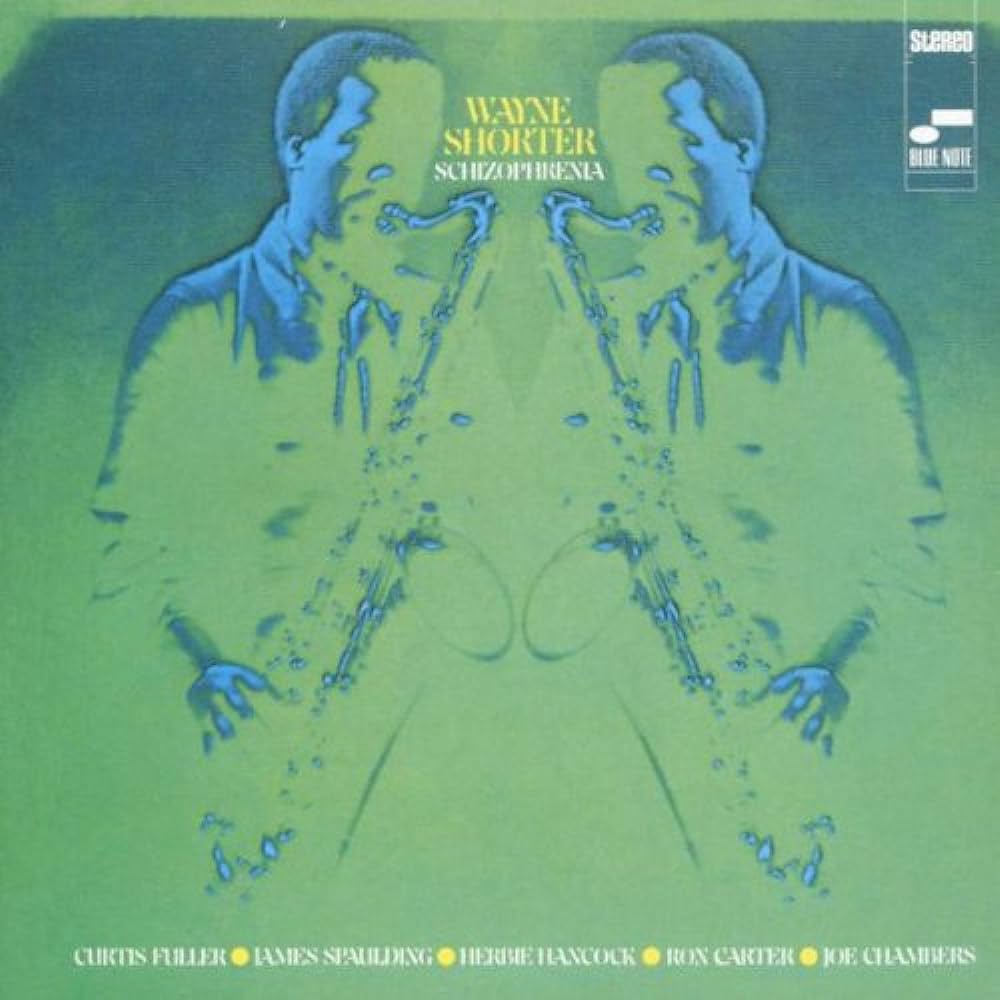 STEREO
WAYNE
SHORTER
SCHIZOPHRENIA
BLUE NOTE
CURTIS FULLER ● JAMES SPAULDING ● HERBIE HANCOCK ● RON CARTER ● JOE CHAMBERS